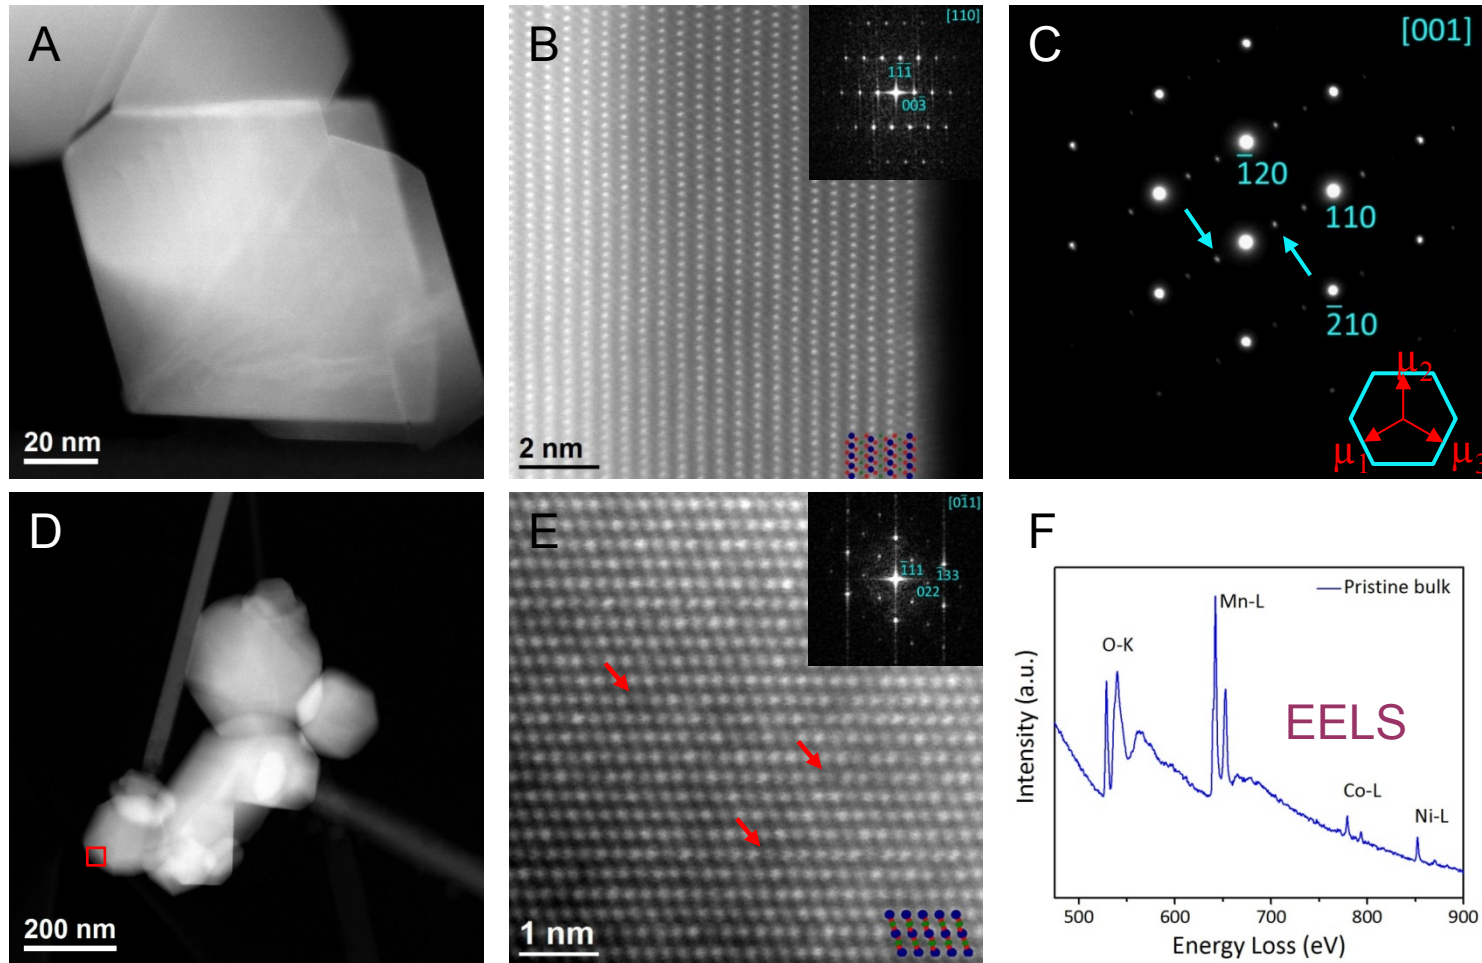 A
20 nm
B
[110]
11̅1̅
003̅
2 nm
C
[001]
1̅20
110
2̅10
μ2
μ1
μ3
D
200 nm
E
[01̅1]
1̅11
1̅33
022
1 nm
F
Pristine bulk
Mn-L
O-K
EELS
Co-L
Ni-L
Intensity (a.u.)
500 600 700 800 900
Energy Loss (eV)